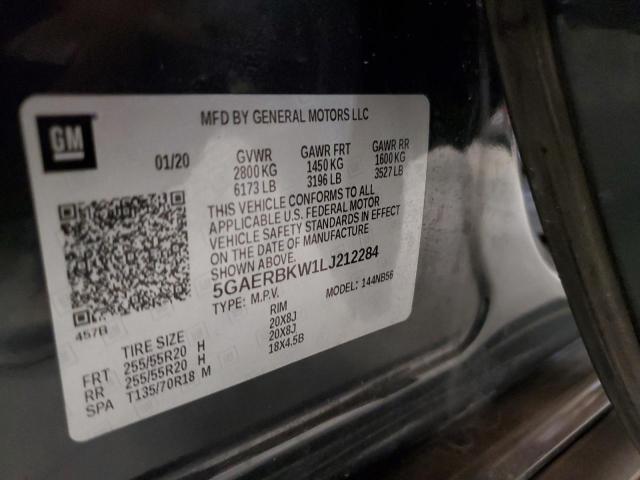 GM
MFD BY GENERAL MOTORS LLC
01/20 GVWR GAWR FRT GAWR RR
2800 KG 1450 KG 1600 KG
6173 LB 3196 LB 3527 LB
THIS VEHICLE CONFORMS TO ALL
APPLICABLE U.S. FEDERAL MOTOR
VEHICLE SAFETY STANDARDS IN EFFECT
ON THE DATE OF MANUFACTURE
SHOWN ABOVE.
5GAERBKW1LJ212284
TYPE: M.P.V. MODEL: 144NB56
457B
TIRE SIZE RIM
FRT 255/55R20 H 20X8J
RR 255/55R20 H 20X8J
SPA T135/70R18 M 18X4.5B